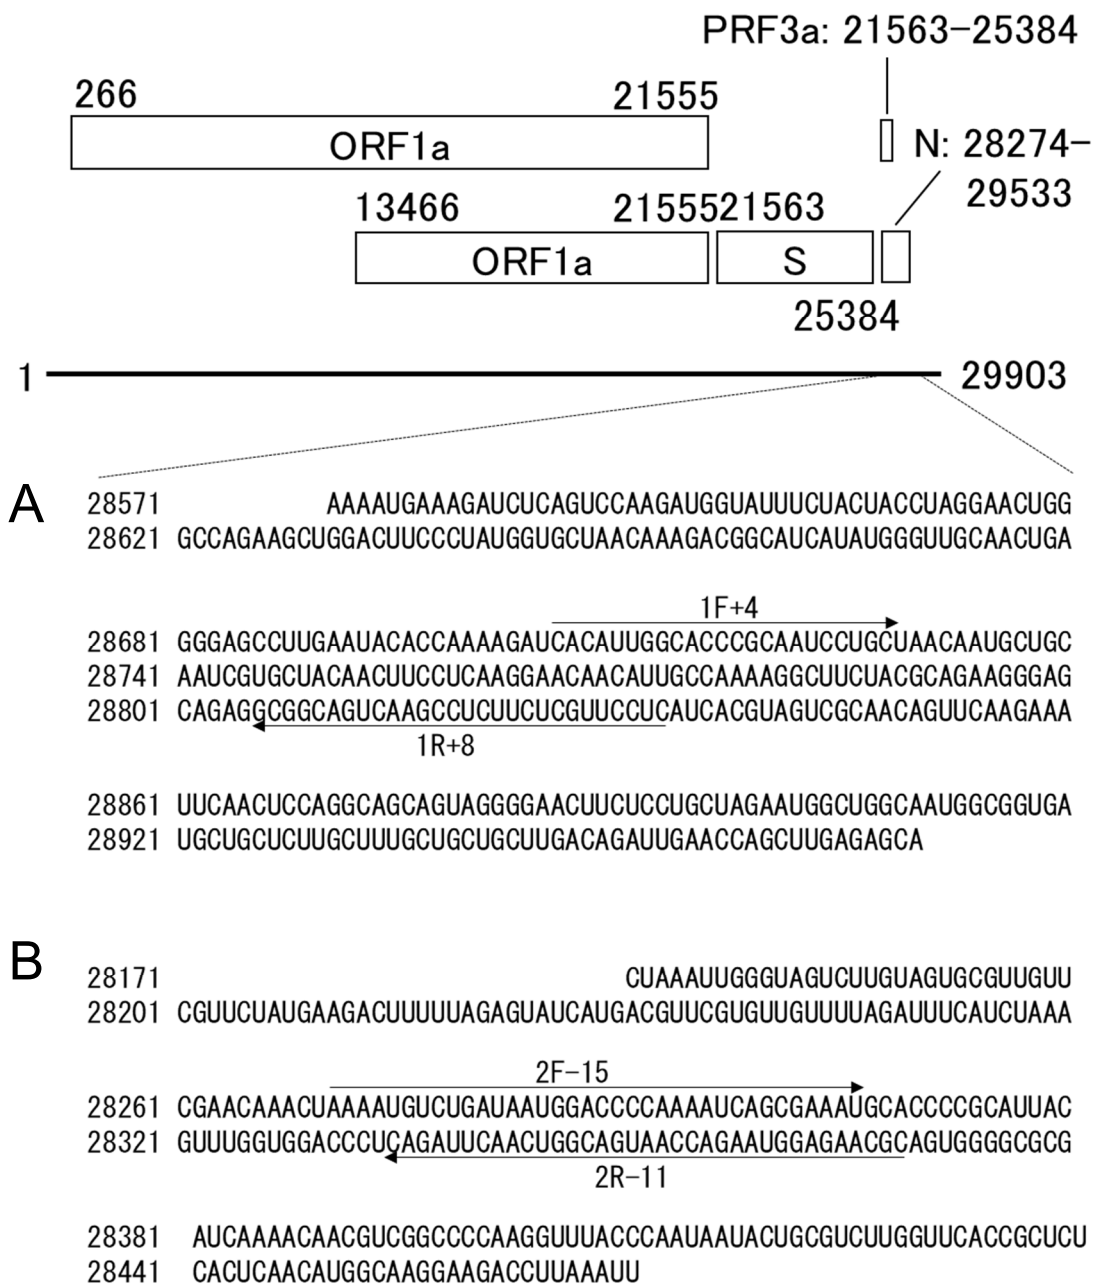 PRF3a: 21563-25384
266 21555
ORF1a
N: 28274-
29533
13466 21555 21563
ORF1a S
25384
1 29903
A
28571 AAAAUGAAAGAUCUCAGUCCAAGAUGGUAUUUCUACUACCUAGGAACUGG
28621 GCCAGAAGCUGGACUUCCCUAUGGUGCUAACAAAGACGGCAUCAUAUGGGUUGCAACUGA
1F+4
28681 GGGAGCCUUGAAUACACCAAAAGAUCACAUUGGCACCCGCAAUCCUGCUAACAAUGCUGC
28741 AAUCGUGCUACAACUUCCUCAAGGAACAACAUUGCCAAAAGGCUUCUACGCAGAAGGGAG
28801 CAGAGGCGGCAGUCAAGCCUCUUCUCGUUCCUCAUCACGUAGUCGCAACAGUUCAAGAAA
1R+8
28861 UUCAACUCCAGGCAGCAGUAGGGGAACUUCUCCUGCUAGAAUGGCUGGCAAUGGCGGUGA
28921 UGCUGCUCUUGCUUUGCUGCUGCUUGACAGAUUGAACCAGCUUGAGAGCA
B
28171 CUAAAUUGGGUAGUCUUGUAGUGCGUUGUU
28201 CGUUCUAUGAAGACUUUUUAGAGUAUCAUGACGUUCGUGUUGUUUUAGAUUUCAUCUAAA
2F-15
28261 CGAACAAACUAAAAUGUCUGAUAAUGGACCCCAAAAUCAGCGAAAUGCACCCCGCAUUAC
28321 GUUUGGUGGACCCUCAGAUUCAACUGGCAGUAACCAGAAUGGAGAACGCAGUGGGGCGCG
2R-11
28381 AUCAAAACAACGUCGGCCCCAAGGUUUACCCAAUAAUACUGCGUCUUGGUUCACCGCUCU
28441 CACUCAACAUGGCAAGGAAGACCUUAAAUU